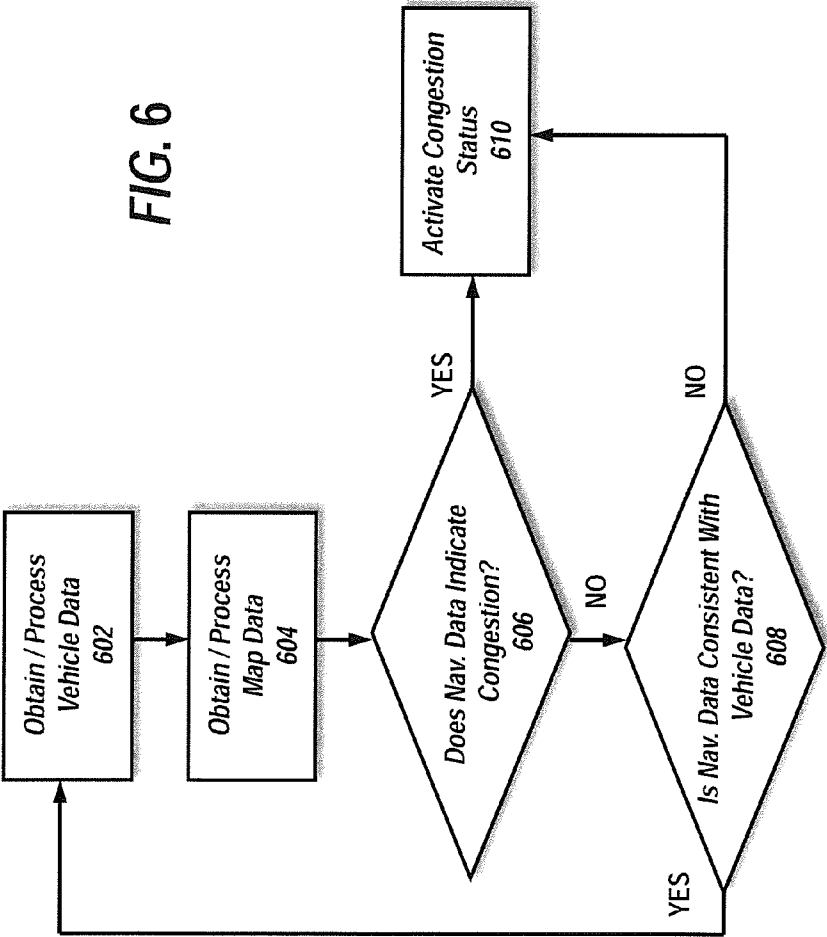 FIG. 6
Obtain / Process
Vehicle Data
602
Obtain / Process
Map Data
604
Does Nav. Data Indicate
Congestion?
606
YES
Activate Congestion
Status
610
NO
Is Nav. Data Consistent With
Vehicle Data?
608
YES
NO